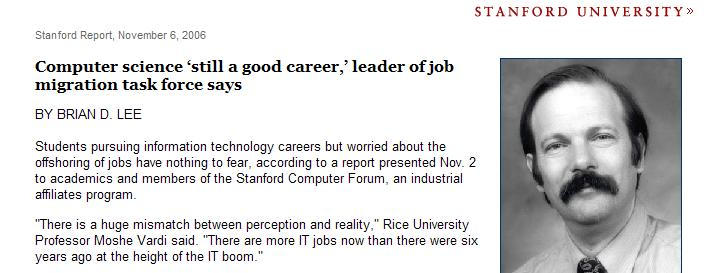 STANFORD UNIVERSITY»
Stanford Report, November 6, 2006
Computer science ‘still a good career,’ leader of job
migration task force says
BY BRIAN D. LEE
Students pursuing information technology careers but worried about the
offshoring of jobs have nothing to fear, according to a report presented Nov. 2
to academics and members of the Stanford Computer Forum, an industrial
affiliates program.
"There is a huge mismatch between perception and reality," Rice University
Professor Moshe Vardi said. "There are more IT jobs now than there were six
years ago at the height of the IT boom."